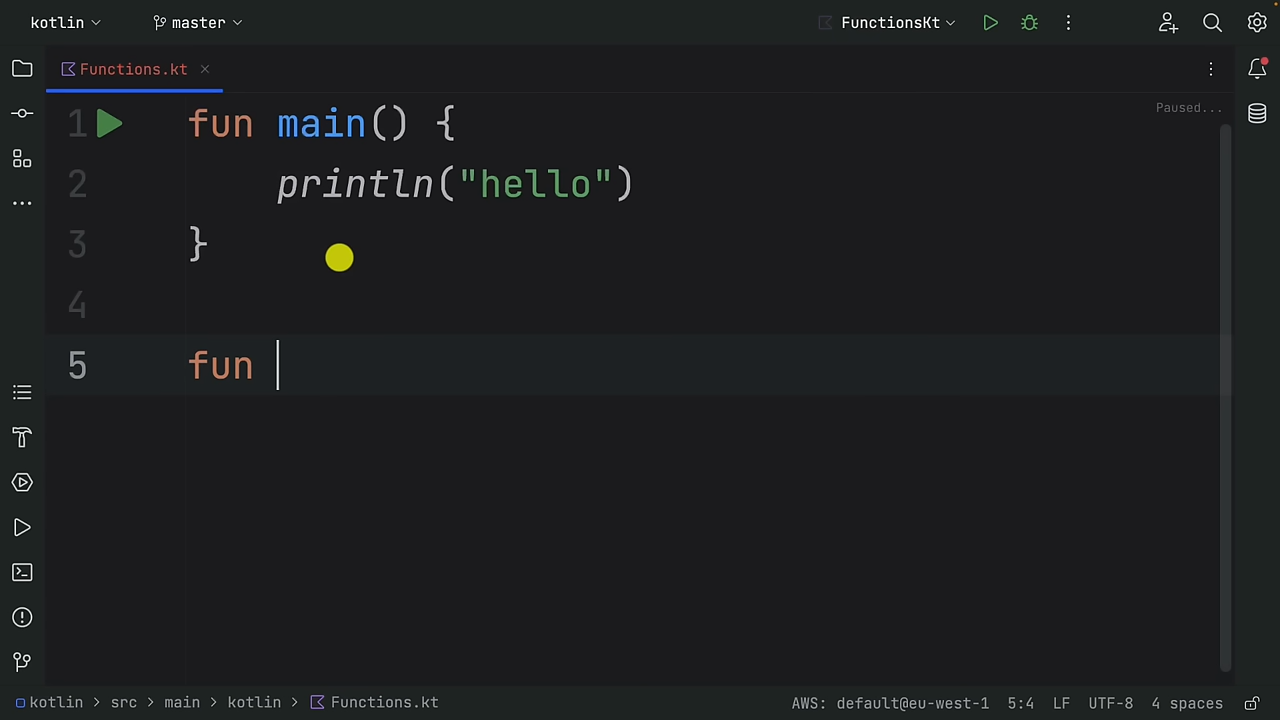 kotlin master FunctionsKt
Functions.kt
Paused...
1 fun main() {
2 println("hello")
3 }
4
5 fun
kotlin > src > main > kotlin > Functions.kt AWS: default@eu-west-1 5:4 LF UTF-8 4 spaces